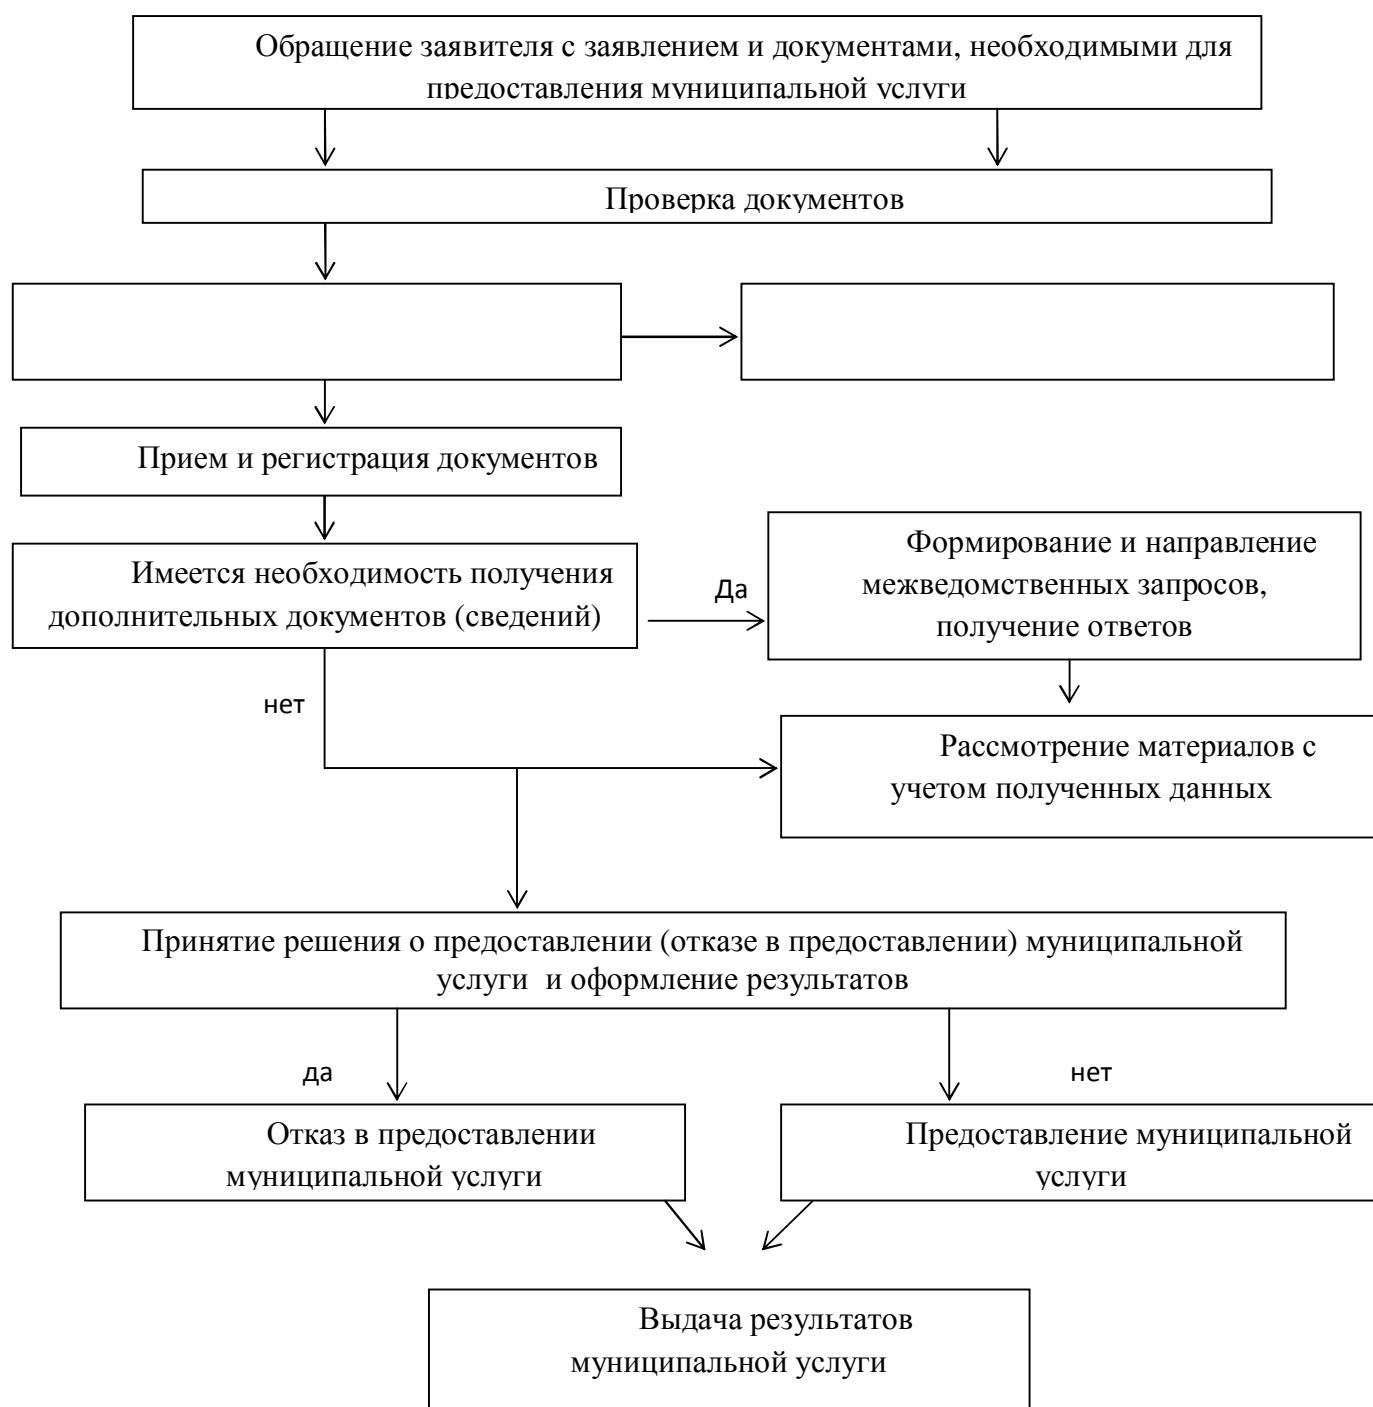 Обращение заявителя с заявлением и документами, необходимыми для
предоставления муниципальной услуги
Проверка документов
Прием и регистрация документов
Имеется необходимость получения
дополнительных документов (сведений)
Да
Формирование и направление
межведомственных запросов,
получение ответов
нет
Рассмотрение материалов с
учетом полученных данных
Принятие решения о предоставлении (отказе в предоставлении) муниципальной
услуги и оформление результатов
да
нет
Отказ в предоставлении
муниципальной услуги
Предоставление муниципальной
услуги
Выдача результатов
муниципальной услуги